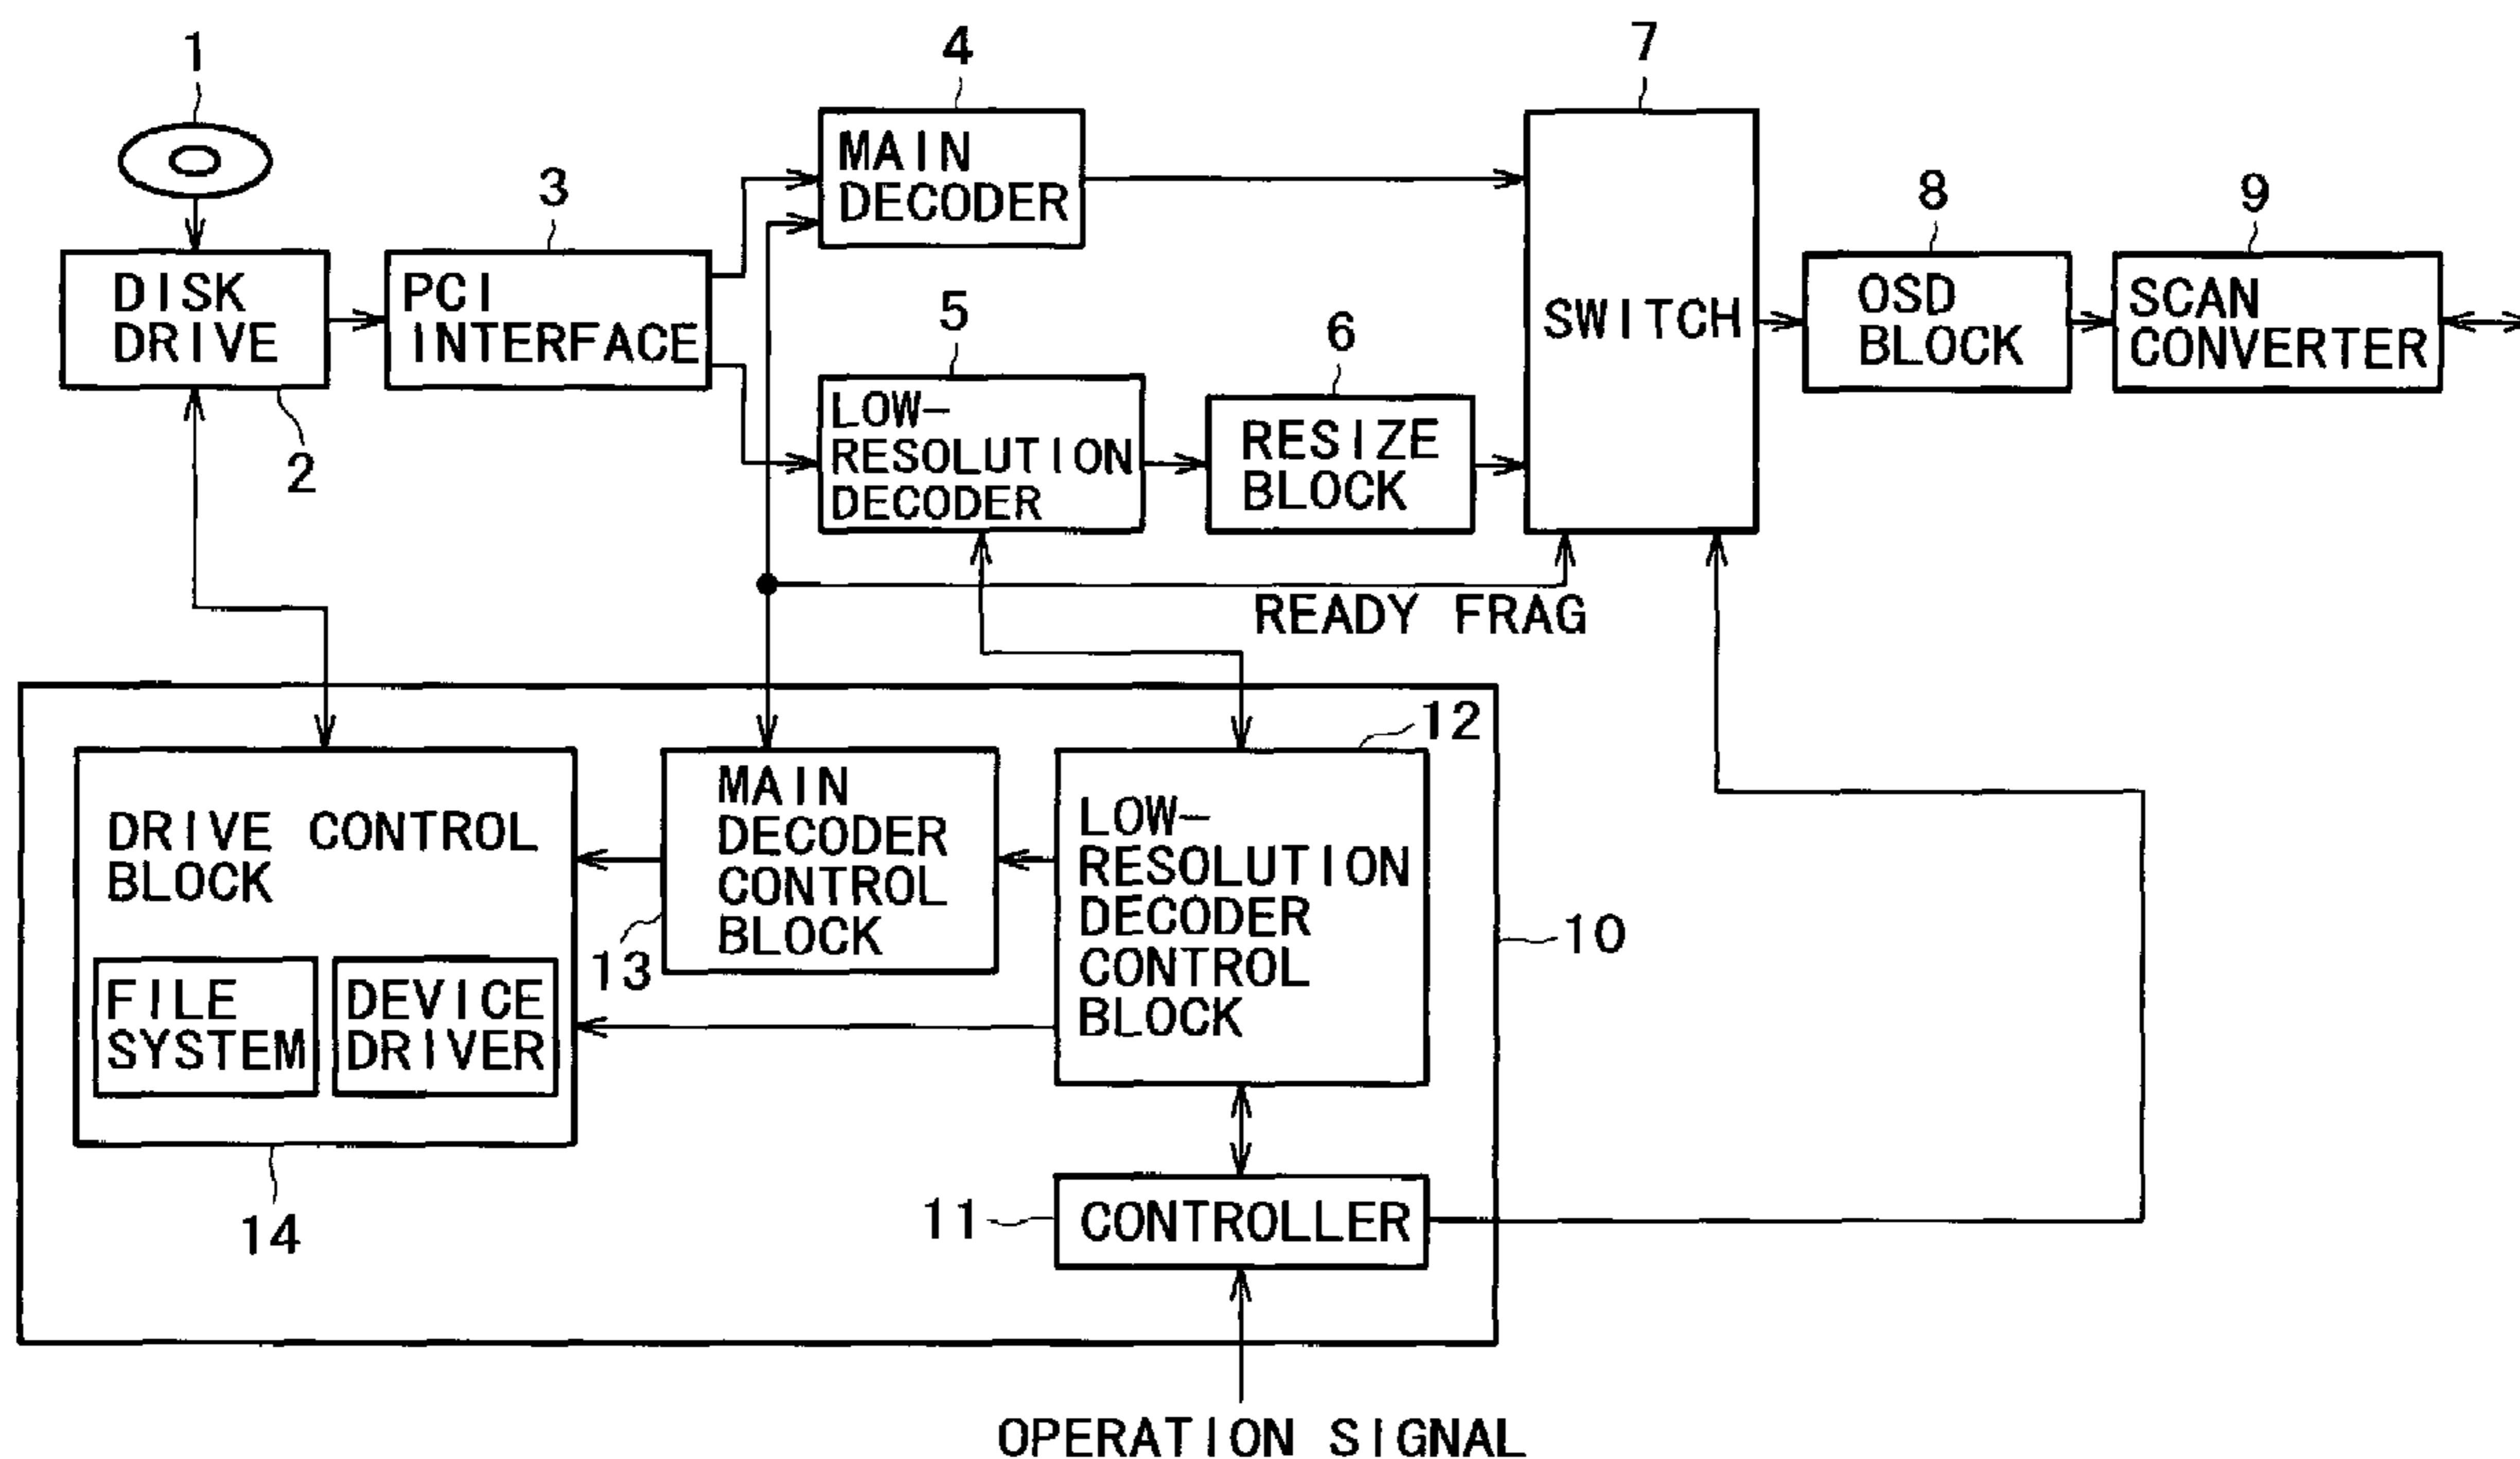 1
4
7
MAIN
DECODER
3
8
9
DISK
DRIVE
PCI
INTERFACE
5
6
SWITCH
OSD
BLOCK
SCAN
CONVERTER
LOW-
RESOLUTION
DECODER
RESIZE
BLOCK
2
READY FRAG
12
DRIVE CONTROL
BLOCK
MAIN
DECODER
CONTROL
BLOCK
LOW-
RESOLUTION
DECODER
CONTROL
BLOCK
10
13
FILE
SYSTEM
DEVICE
DRIVER
14
11
CONTROLLER
OPERATION SIGNAL